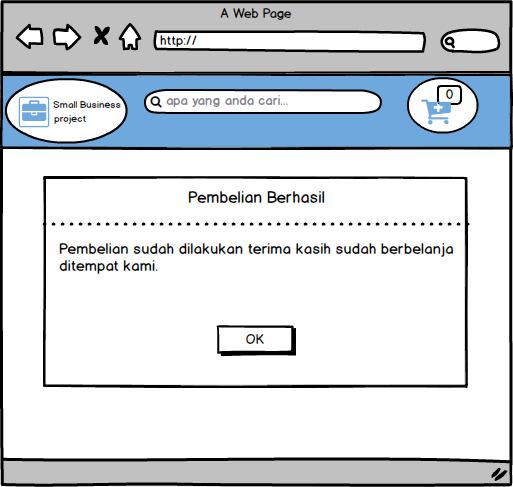 A Web Page
http://
Small Business
project
apa yang anda cari...
0
Pembelian Berhasil
Pembelian sudah dilakukan terima kasih sudah berbelanja
ditempat kami.
OK